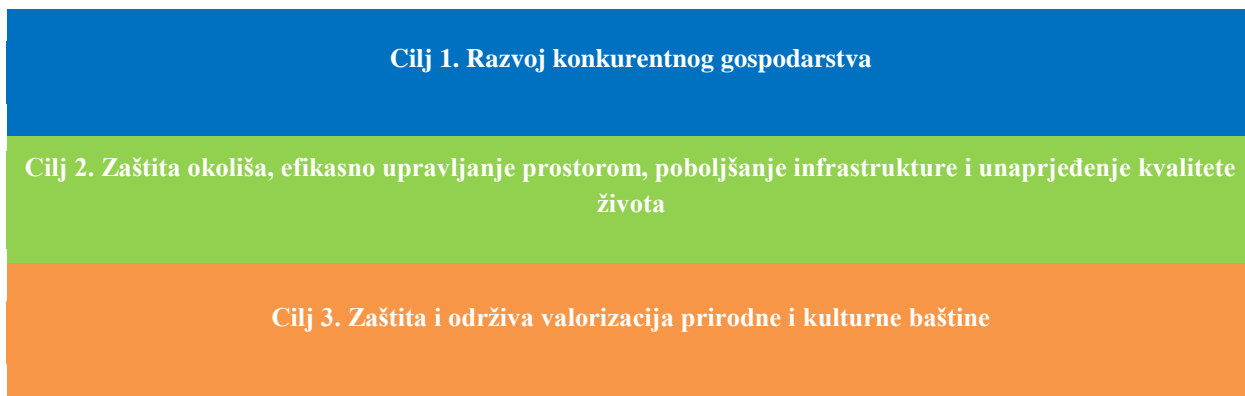 Cilj 1. Razvoj konkurentnog gospodarstva
Cilj 2. Zaštita okoliša, efikasno upravljanje prostorom, poboljšanje infrastrukture i unaprjeđenje kvalitete
života
Cilj 3. Zaštita i održiva valorizacija prirodne i kulturne baštine